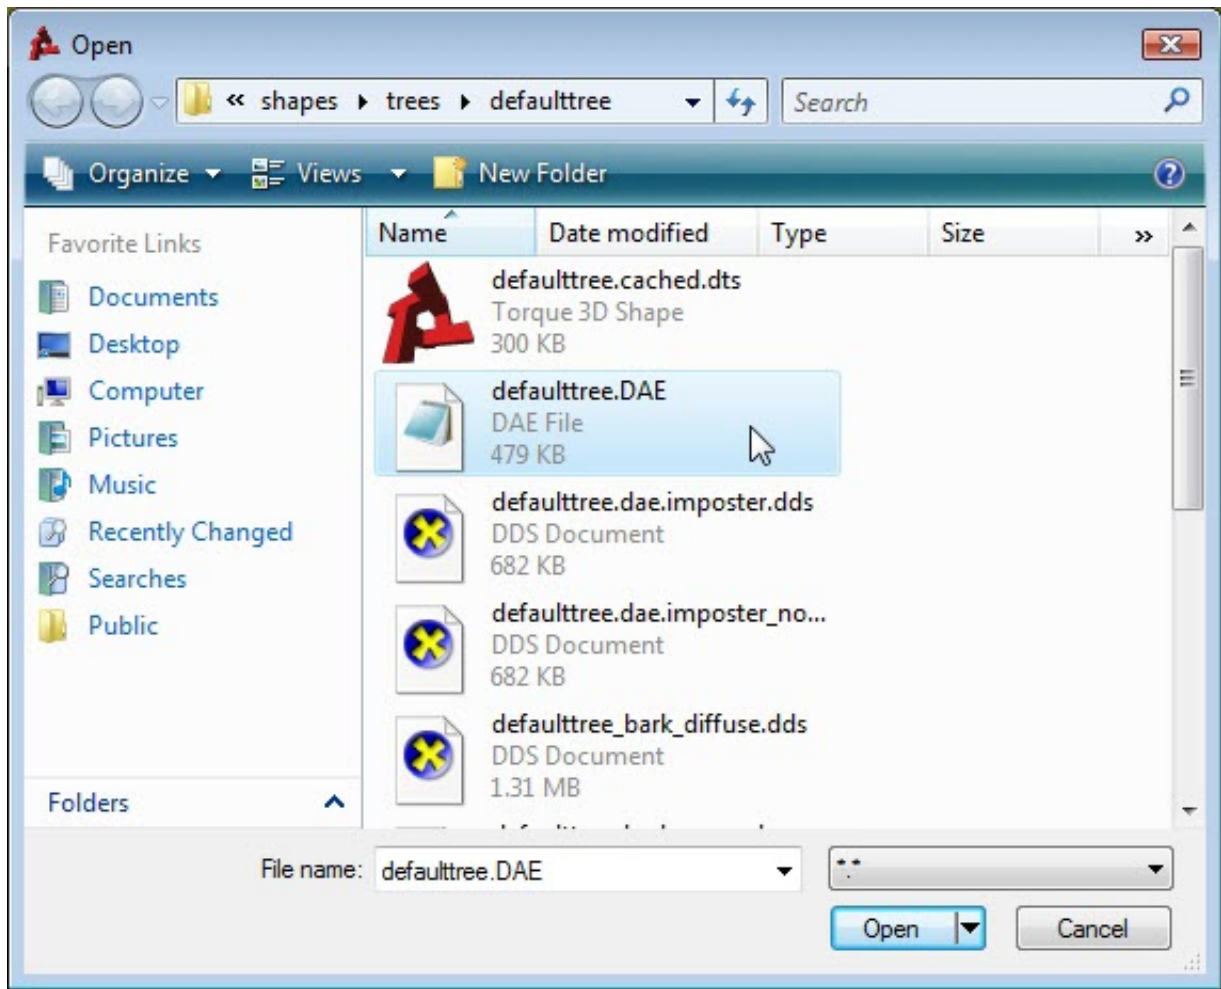 Open
« shapes trees defaulttree Search
Organize Views New Folder ?
Favorite Links
Documents
Desktop
Computer
Pictures
Music
Recently Changed
Searches
Public
Folders
Name Date modified Type Size »
defaulttree.cached.dts
Torque 3D Shape
300 KB
defaulttree.DAE
DAE File
479 KB
defaulttree.dae.imposter.dds
DDS Document
682 KB
defaulttree.dae.imposter_no...
DDS Document
682 KB
defaulttree_bark_diffuse.dds
DDS Document
1.31 MB
File name: defaulttree.DAE *.*
Open Cancel